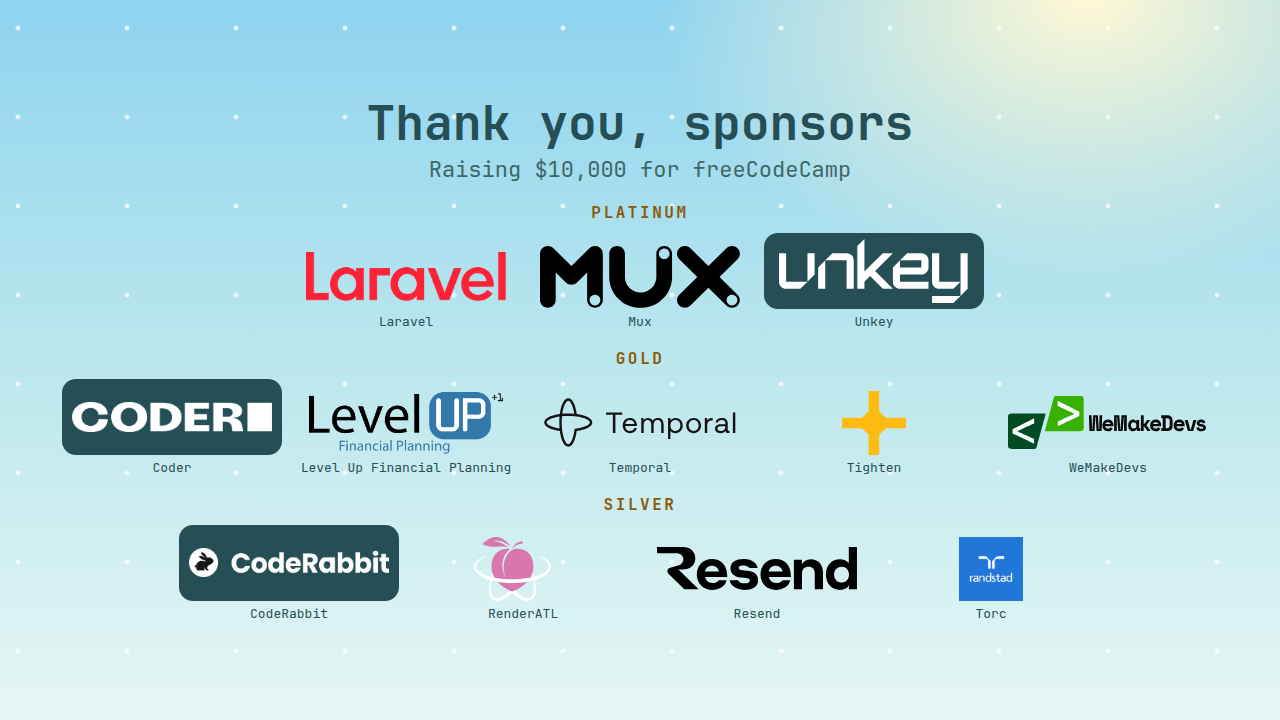 Thank you, sponsors
Raising $10,000 for freeCodeCamp
PLATINUM
Laravel MUX unkey
Laravel Mux Unkey
GOLD
CODER Level UP +1 Financial Planning Temporal < > WeMakeDevs
Coder Level Up Financial Planning Temporal Tighten WeMakeDevs
SILVER
CodeRabbit Resend randstad
CodeRabbit RenderATL Resend Torc